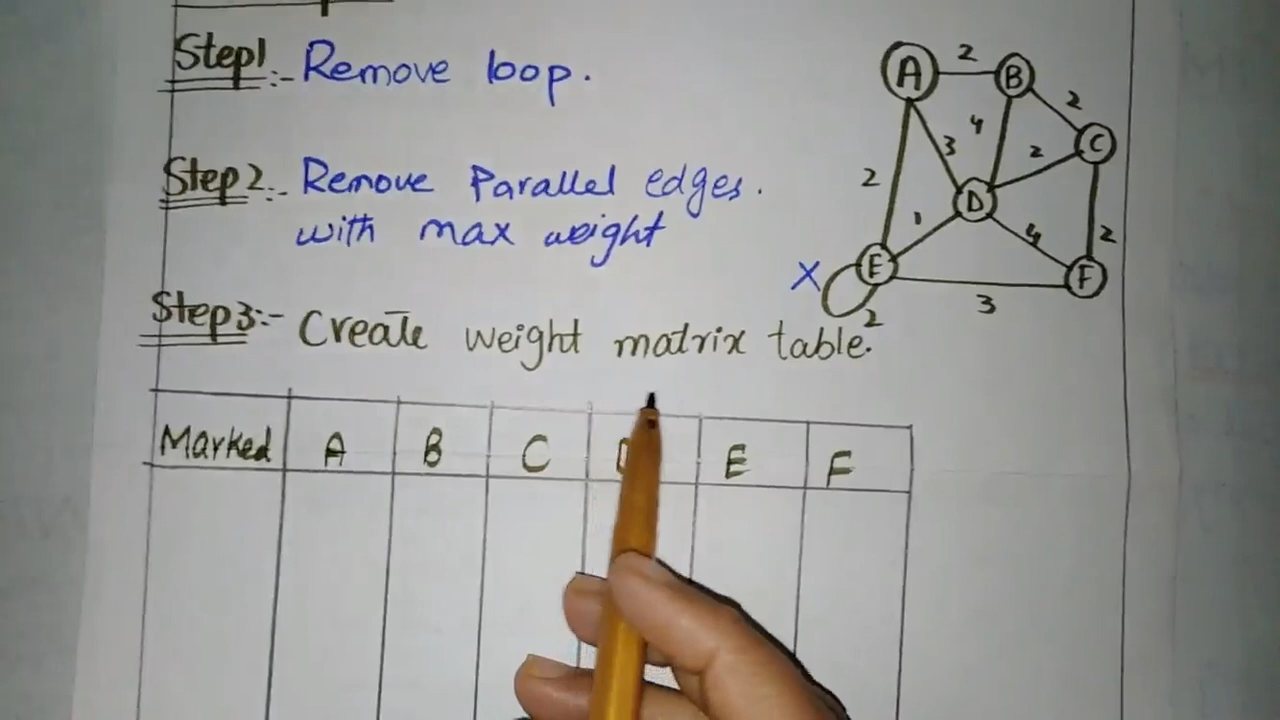 Step1:- Remove loop.
Step2:- Remove Parallel edges.
with max weight
Step3:- Create weight matrix table.
Marked A B C E F
A 2 B
2
4
C
3
2
2
D
1
4
2
X E F
3
2